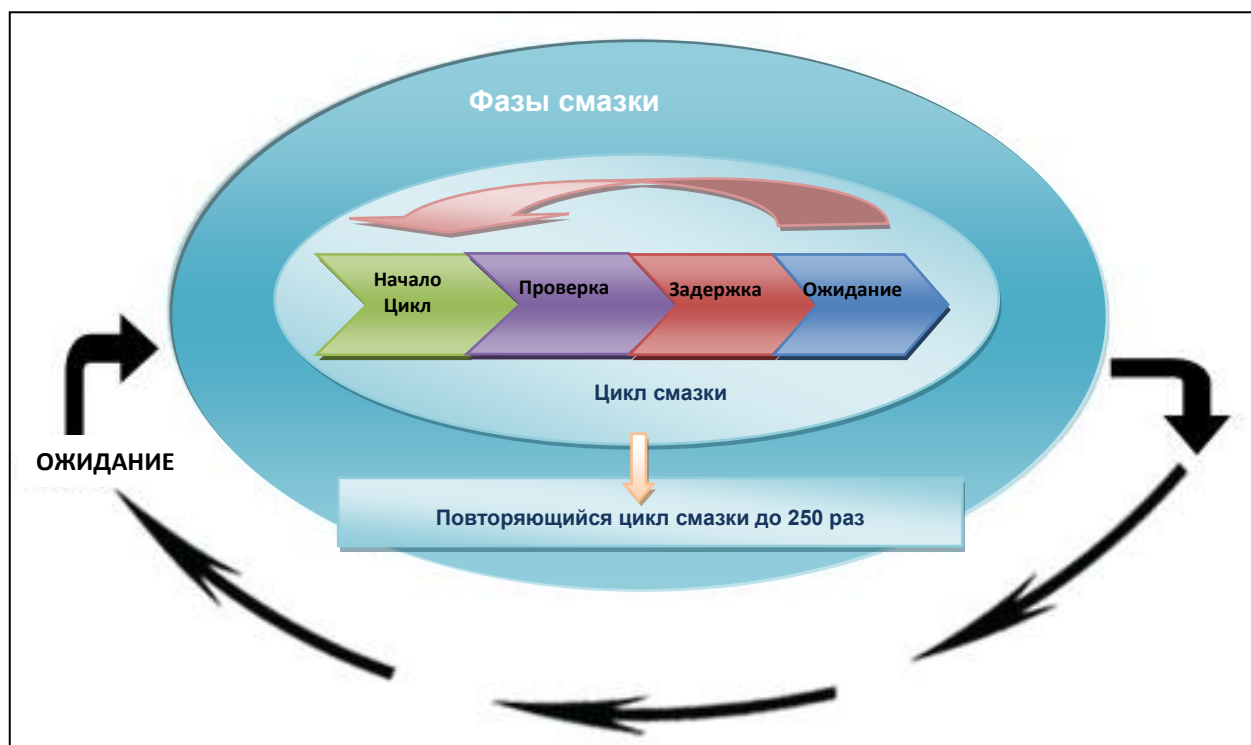 Фазы смазки
Начало
Цикл
Проверка
Задержка
Ожидание
Цикл смазки
ОЖИДАНИЕ
Повторяющийся цикл смазки до 250 раз